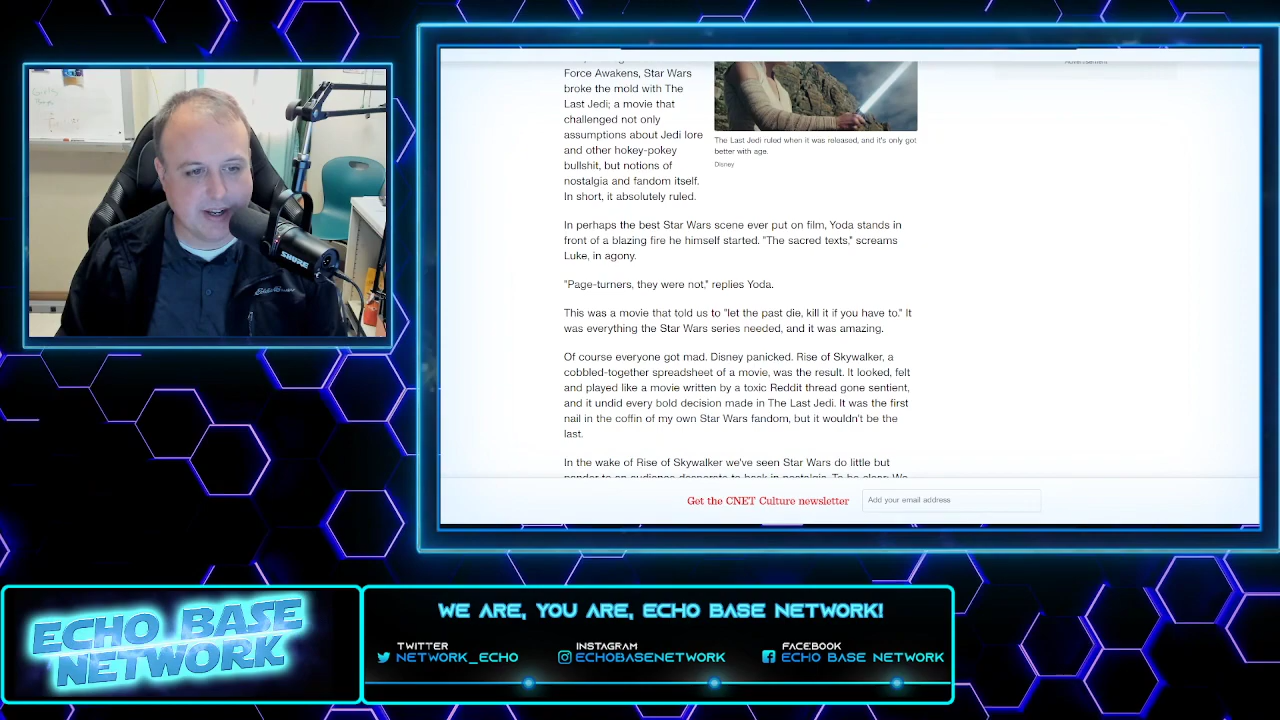 Advertisement
Force Awakens, Star Wars
broke the mold with The
Last Jedi; a movie that
challenged not only
assumptions about Jedi lore
and other hokey-pokey
bullshit, but notions of
nostalgia and fandom itself.
In short, it absolutely ruled.
The Last Jedi ruled when it was released, and it's only got
better with age.
Disney
In perhaps the best Star Wars scene ever put on film, Yoda stands in
front of a blazing fire he himself started. "The sacred texts," screams
Luke, in agony.
"Page-turners, they were not," replies Yoda.
This was a movie that told us to "let the past die, kill it if you have to." It
was everything the Star Wars series needed, and it was amazing.
Of course everyone got mad. Disney panicked. Rise of Skywalker, a
cobbled-together spreadsheet of a movie, was the result. It looked, felt
and played like a movie written by a toxic Reddit thread gone sentient,
and it undid every bold decision made in The Last Jedi. It was the first
nail in the coffin of my own Star Wars fandom, but it wouldn't be the
last.
In the wake of Rise of Skywalker we've seen Star Wars do little but
Get the CNET Culture newsletter
Add your email address
SHURE
ECHO BASE
NETWORK
WE ARE, YOU ARE, ECHO BASE NETWORK!
TWITTER
NETWORK_ECHO
INSTAGRAM
ECHOBASENETWORK
FACEBOOK
ECHO BASE NETWORK